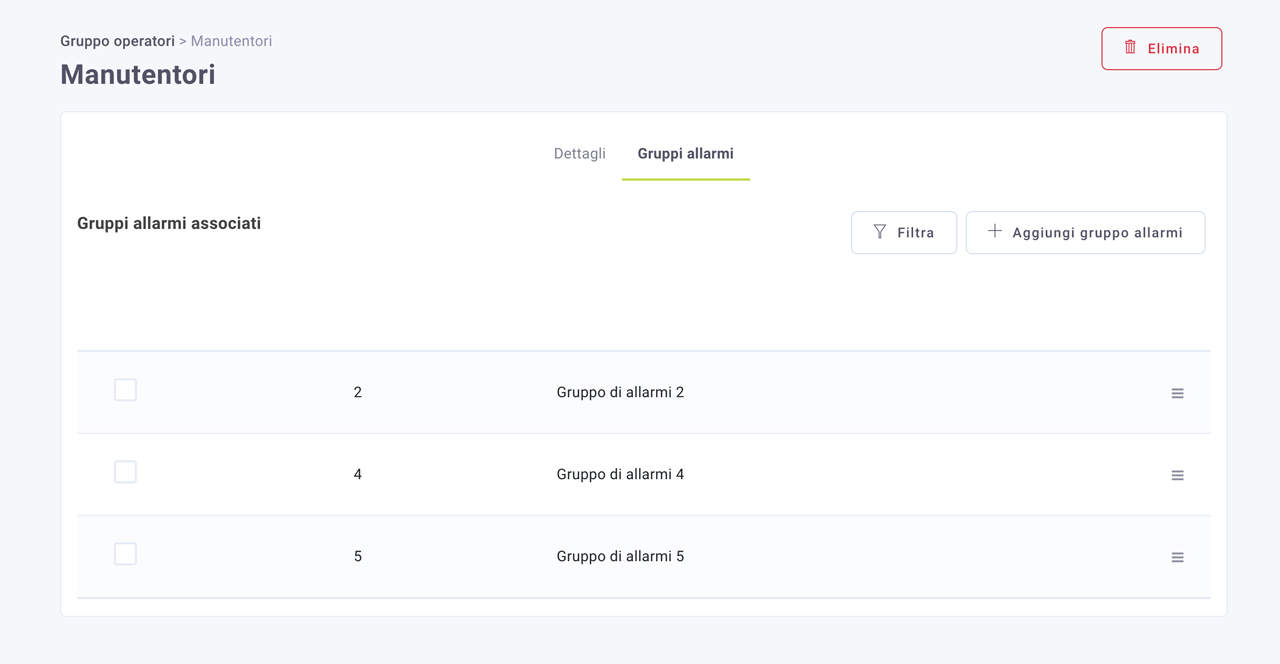 Gruppo operatori > Manutentori
Elimina
Manutentori
Dettagli
Gruppi allarmi
Gruppi allarmi associati
Filtra
Aggiungi gruppo allarmi
2 Gruppo di allarmi 2
4 Gruppo di allarmi 4
5 Gruppo di allarmi 5